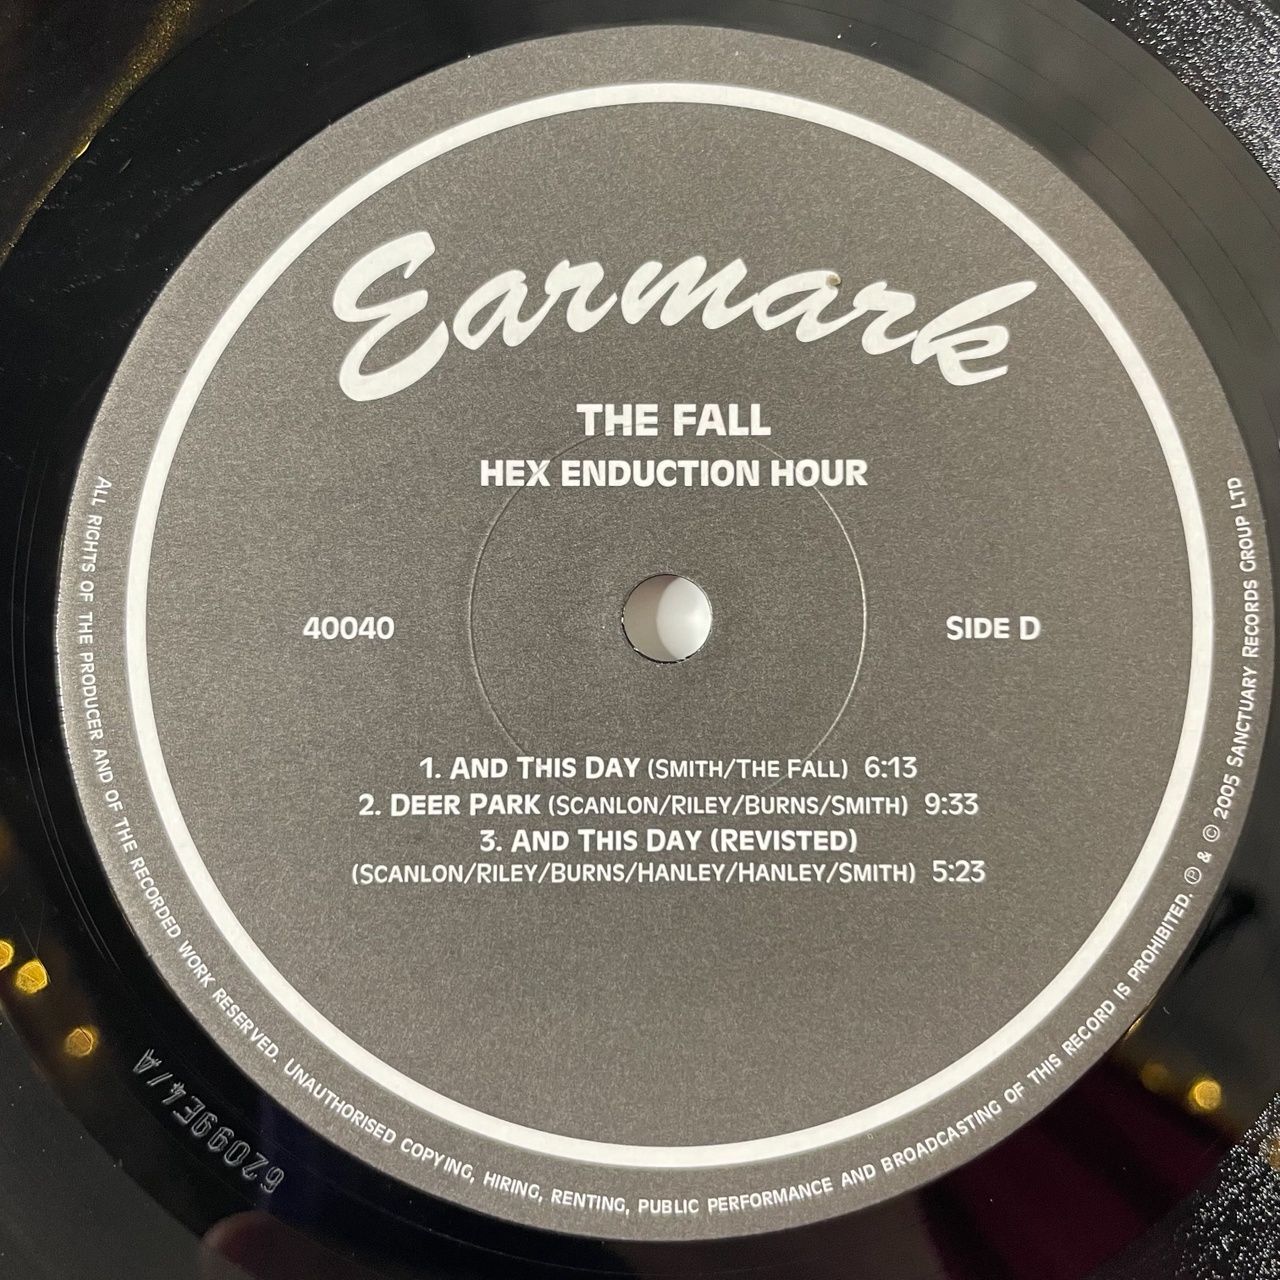 Earmark
THE FALL
HEX ENDUCTION HOUR
40040
SIDE D
1. AND THIS DAY (SMITH/THE FALL) 6:13
2. DEER PARK (SCANLON/RILEY/BURNS/SMITH) 9:33
3. AND THIS DAY (REVISTED)
(SCANLON/RILEY/BURNS/HANLEY/HANLEY/SMITH) 5:23
ALL RIGHTS OF THE PRODUCER AND OF THE RECORDED WORK RESERVED. UNAUTHORISED COPYING, HIRING, RENTING, PUBLIC PERFORMANCE AND BROADCASTING OF THIS RECORD IS PROHIBITED. ℗ & © 2005 SANCTUARY RECORDS GROUP LTD
62099E4/A